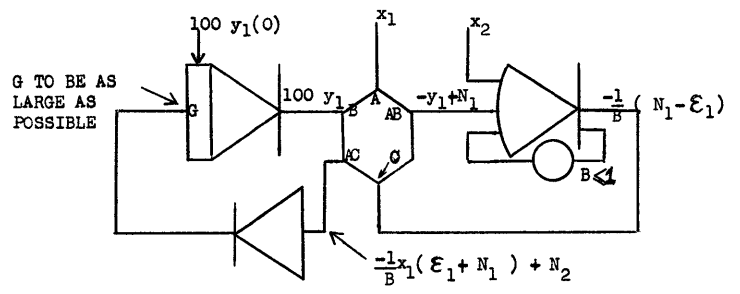 100 y₁(0)
x₁
x₂
G TO BE AS
LARGE AS
POSSIBLE
G
100 y₁
B
A
AB
-y₁+N₁
-1/B ( N₁-ε₁)
AC
C
B≪1
-1/B x₁(ε₁+ N₁ ) + N₂